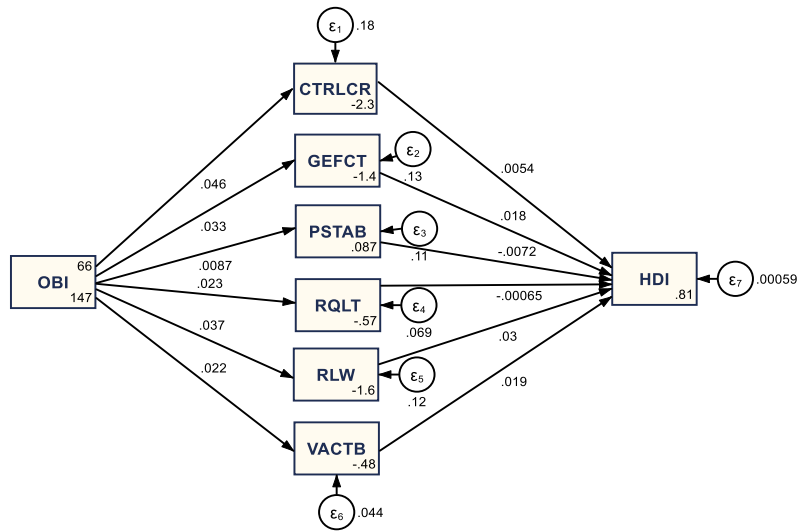 ε1 .18
CTRLCR
-2.3
GEFCT
-1.4
ε2
.13
.046
.0054
.033
.018
PSTAB
.087
ε3
.11
-.0072
66
OBI
147
.0087
.023
HDI
.81
ε7 .00059
RQLT
-.57
ε4
.069
-.00065
.037
.03
RLW
-1.6
ε5
.12
.022
.019
VACTB
-.48
ε6 .044